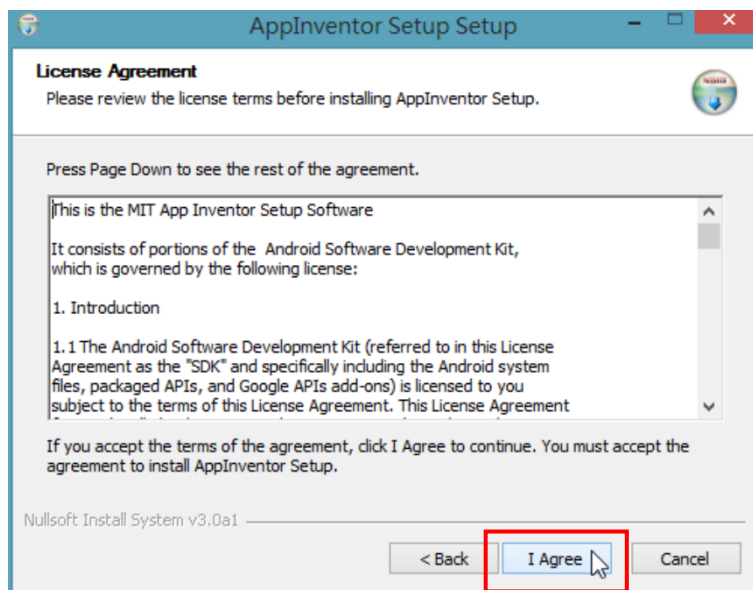 AppInventor Setup Setup
License Agreement
Please review the license terms before installing AppInventor Setup.
Press Page Down to see the rest of the agreement.
This is the MIT App Inventor Setup Software
It consists of portions of the Android Software Development Kit,
which is governed by the following license:
1. Introduction
1.1 The Android Software Development Kit (referred to in this License
Agreement as the "SDK" and specifically including the Android system
files, packaged APIs, and Google APIs add-ons) is licensed to you
subject to the terms of this License Agreement. This License Agreement
If you accept the terms of the agreement, click I Agree to continue. You must accept the
agreement to install AppInventor Setup.
Nullsoft Install System v3.0a1
< Back
I Agree
Cancel